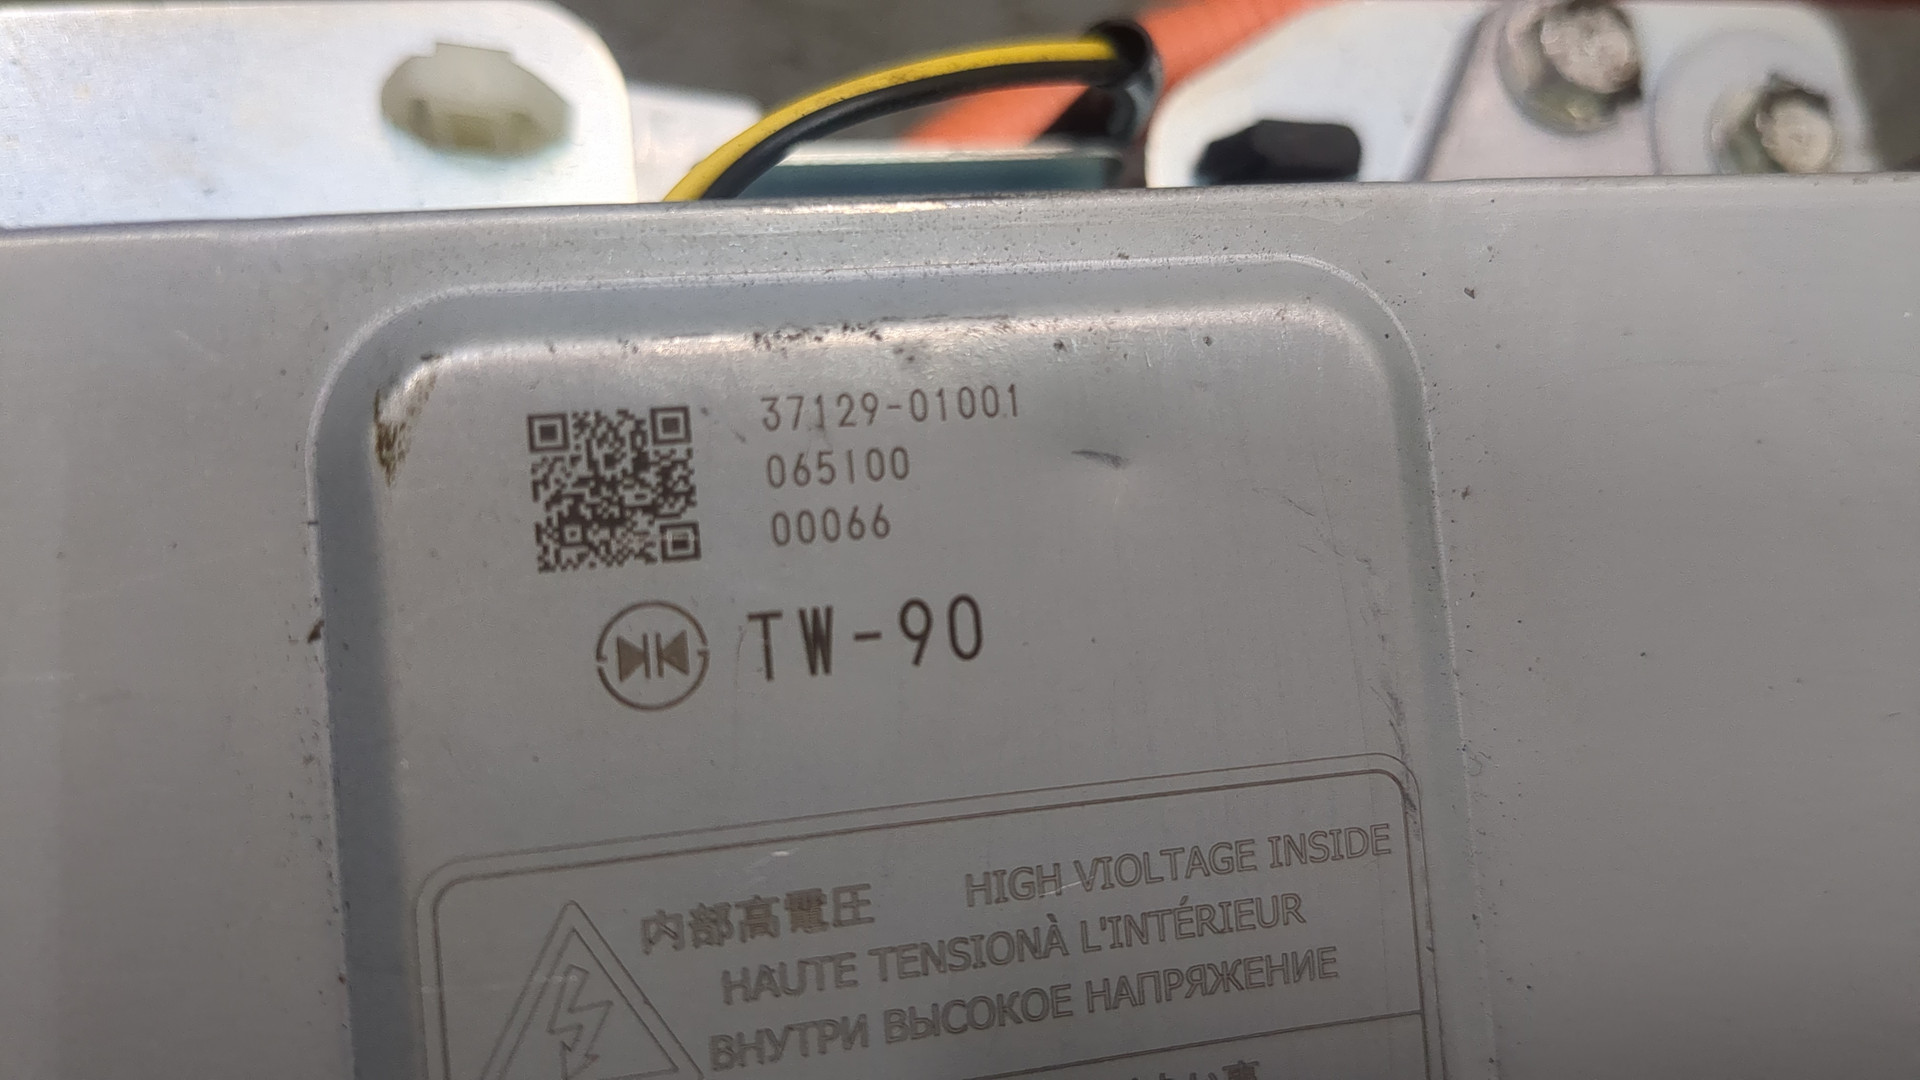 37129-01001
065100
00066
TW-90
内部高電圧 HIGH VIOLTAGE INSIDE
HAUTE TENSIONÀ L'INTÉRIEUR
ВНУТРИ ВЫСОКОЕ НАПРЯЖЕНИЕ